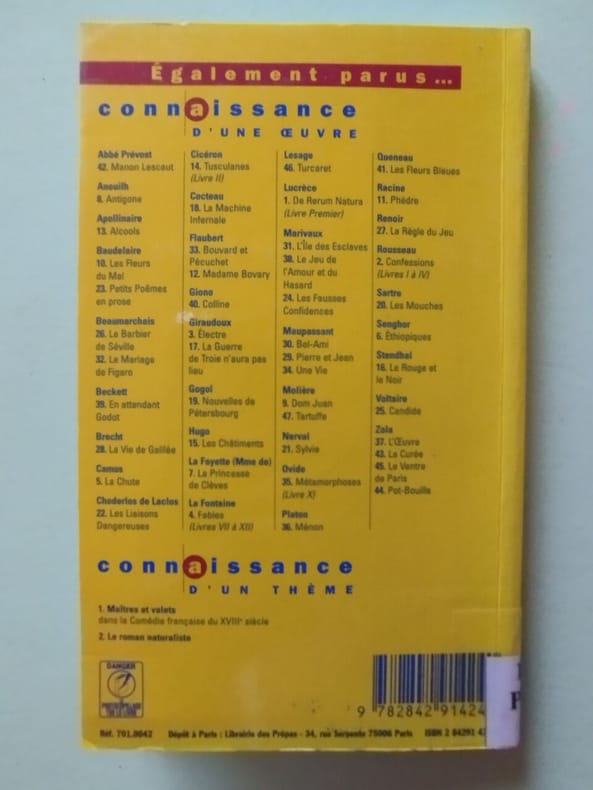 Également parus...
connaissance
D'UNE ŒUVRE
Abbé Prévost
42. Manon Lescaut
Anouilh
8. Antigone
Apollinaire
13. Alcools
Baudelaire
10. Les Fleurs
du Mal
23. Petits Poèmes
en prose
Beaumarchais
26. Le Barbier
de Séville
32. Le Mariage
de Figaro
Beckett
39. En attendant
Godot
Brecht
28. La Vie de Galilée
Camus
5. La Chute
Choderlos de Laclos
22. Les Liaisons
Dangereuses
Cicéron
14. Tusculanes
(Livre II)
Cocteau
18. La Machine
Infernale
Flaubert
33. Bouvard et
Pécuchet
12. Madame Bovary
Giono
40. Colline
Giraudoux
3. Électre
17. La Guerre
de Troie n'aura pas
lieu
Gogol
19. Nouvelles de
Pétersbourg
Hugo
15. Les Châtiments
La Fayette (Mme de)
7. La Princesse
de Clèves
La Fontaine
4. Fables
(Livres VII à XII)
Lesage
46. Turcaret
Lucrèce
1. De Rerum Natura
(Livre Premier)
Marivaux
31. L'Île des Esclaves
38. Le Jeu de
l'Amour et du
Hasard
24. Les Fausses
Confidences
Maupassant
30. Bel-Ami
29. Pierre et Jean
34. Une Vie
Molière
9. Dom Juan
47. Tartuffe
Nerval
21. Sylvie
Ovide
35. Métamorphoses
(Livre X)
Platon
36. Ménon
Queneau
41. Les Fleurs Bleues
Racine
11. Phèdre
Renoir
27. La Règle du Jeu
Rousseau
2. Confessions
(Livres I à IV)
Sartre
20. Les Mouches
Senghor
6. Éthiopiques
Stendhal
16. Le Rouge et
le Noir
Voltaire
25. Candide
Zola
37. L'Œuvre
43. La Curée
45. Le Ventre
de Paris
44. Pot-Bouille
connaissance
D'UN THÈME
1. Maîtres et valets
dans la Comédie française du XVIIIe siècle
2. Le roman naturaliste
DANGER
9 782842 91424
Réf. 701.0042 Dépôt à Paris : Librairie des Prépas - 34, rue Serpente 75006 Paris ISBN 2 84291 4